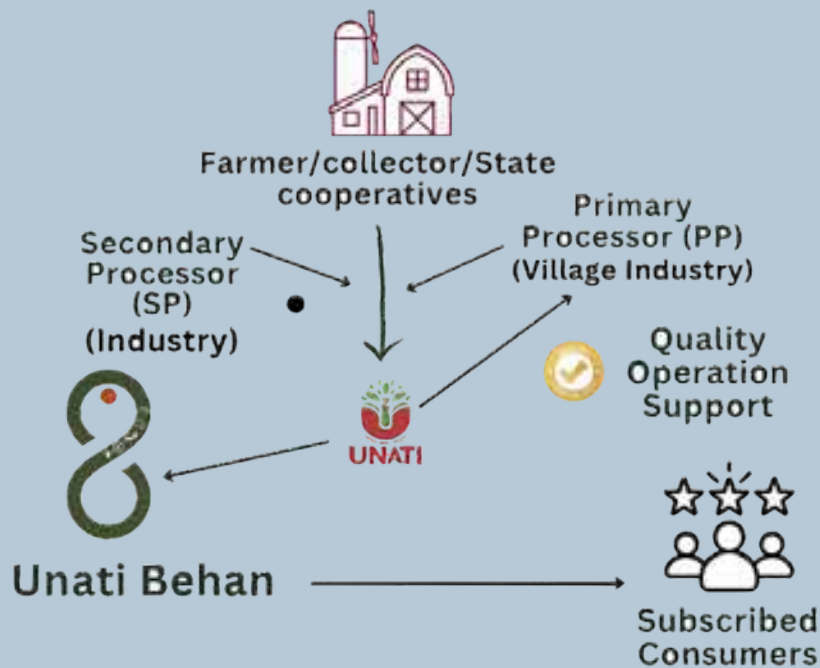 Farmer/collector/State
cooperatives
Primary
Processor (PP)
(Village Industry)
Secondary
Processor
(SP)
(Industry)
Quality
Operation
Support
UNATI
Unati Behan
Subscribed
Consumers